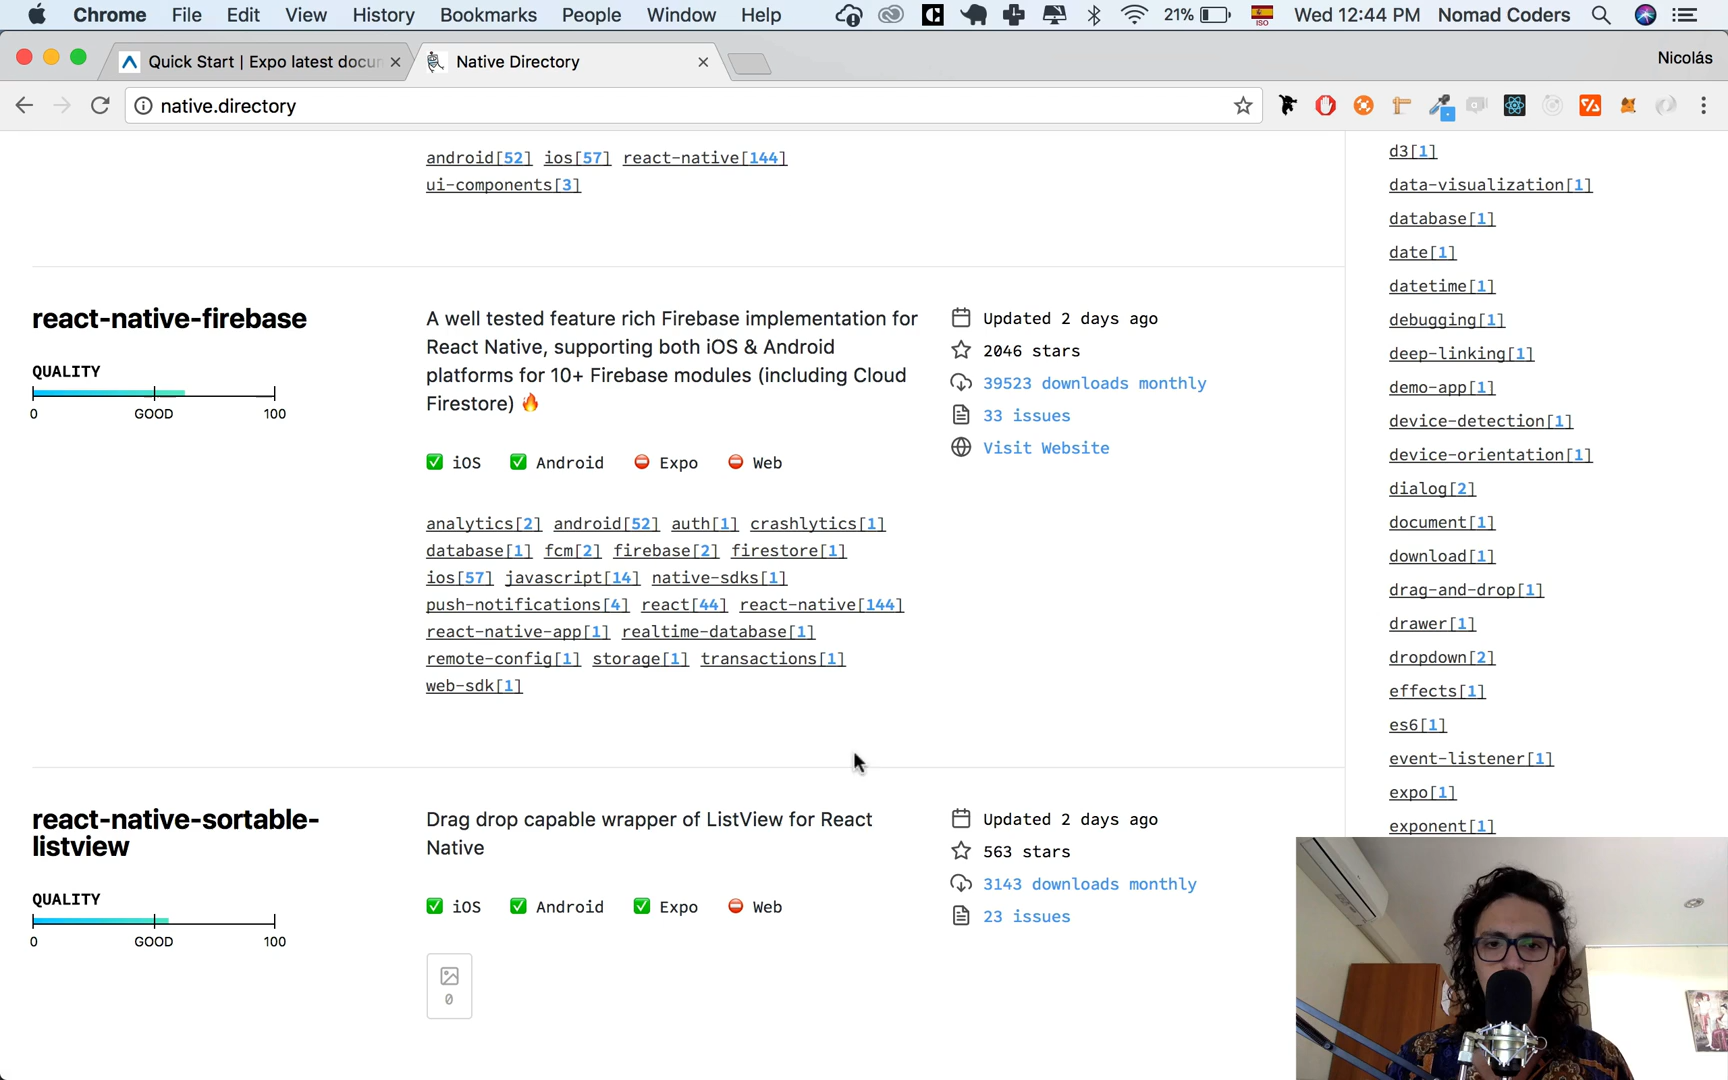 Chrome File Edit View History Bookmarks People Window Help 21% ISO Wed 12:44 PM Nomad Coders
Quick Start | Expo latest docu
Native Directory
Nicolás
native.directory
android[52] ios[57] react-native[144]
ui-components[3]
react-native-firebase
QUALITY
0 GOOD 100
A well tested feature rich Firebase implementation for
React Native, supporting both iOS & Android
platforms for 10+ Firebase modules (including Cloud
Firestore) 🔥
✅ iOS ✅ Android ⛔ Expo ⛔ Web
analytics[2] android[52] auth[1] crashlytics[1]
database[1] fcm[2] firebase[2] firestore[1]
ios[57] javascript[14] native-sdks[1]
push-notifications[4] react[44] react-native[144]
react-native-app[1] realtime-database[1]
remote-config[1] storage[1] transactions[1]
web-sdk[1]
Updated 2 days ago
2046 stars
39523 downloads monthly
33 issues
Visit Website
react-native-sortable-
listview
QUALITY
0 GOOD 100
Drag drop capable wrapper of ListView for React
Native
✅ iOS ✅ Android ✅ Expo ⛔ Web
0
Updated 2 days ago
563 stars
3143 downloads monthly
23 issues
d3[1]
data-visualization[1]
database[1]
date[1]
datetime[1]
debugging[1]
deep-linking[1]
demo-app[1]
device-detection[1]
device-orientation[1]
dialog[2]
document[1]
download[1]
drag-and-drop[1]
drawer[1]
dropdown[2]
effects[1]
es6[1]
event-listener[1]
expo[1]
exponent[1]